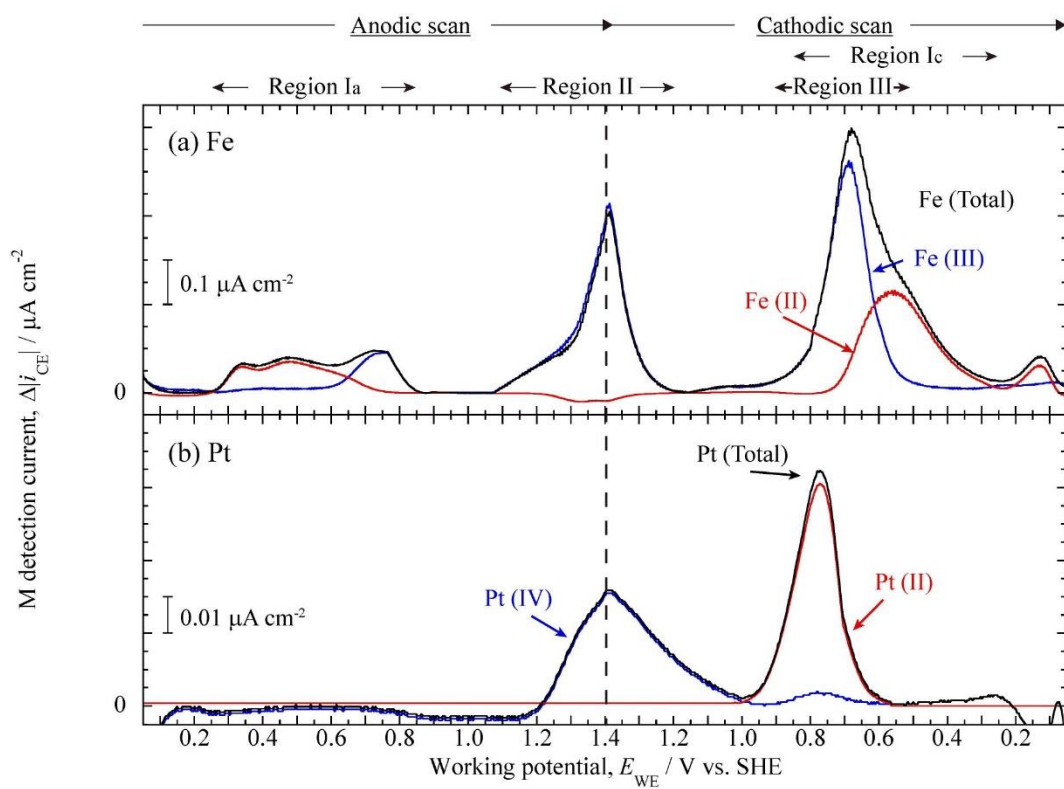 Anodic scan Cathodic scan
Region Ic
Region Ia Region II Region III
(a) Fe
Fe (Total)
0.1 μA cm-2
Fe (III)
Fe (II)
0
(b) Pt
Pt (Total)
Pt (IV)
Pt (II)
0.01 μA cm-2
0
M detection current, Δ|iCE| / μA cm-2
0.2 0.4 0.6 0.8 1.0 1.2 1.4 1.2 1.0 0.8 0.6 0.4 0.2
Working potential, EWE / V vs. SHE